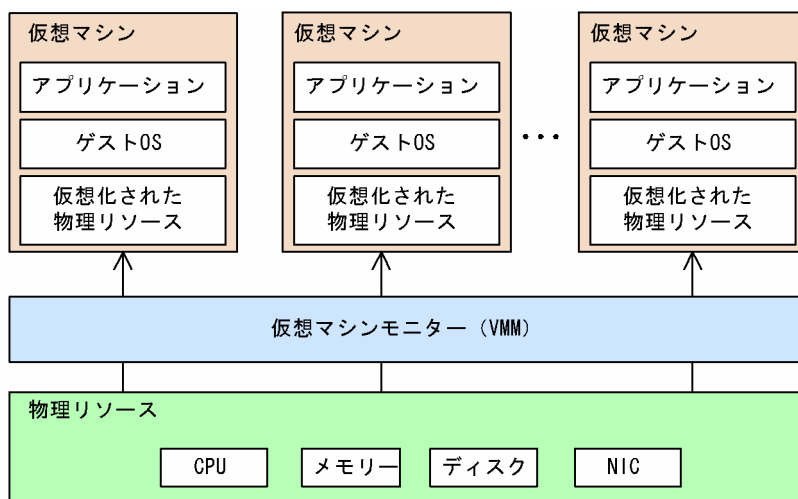 仮想マシン
アプリケーション
ゲストOS
仮想化された
物理リソース
仮想マシン
アプリケーション
ゲストOS
仮想化された
物理リソース
･･･
仮想マシン
アプリケーション
ゲストOS
仮想化された
物理リソース
仮想マシンモニター(VMM)
物理リソース
CPU
メモリー
ディスク
NIC